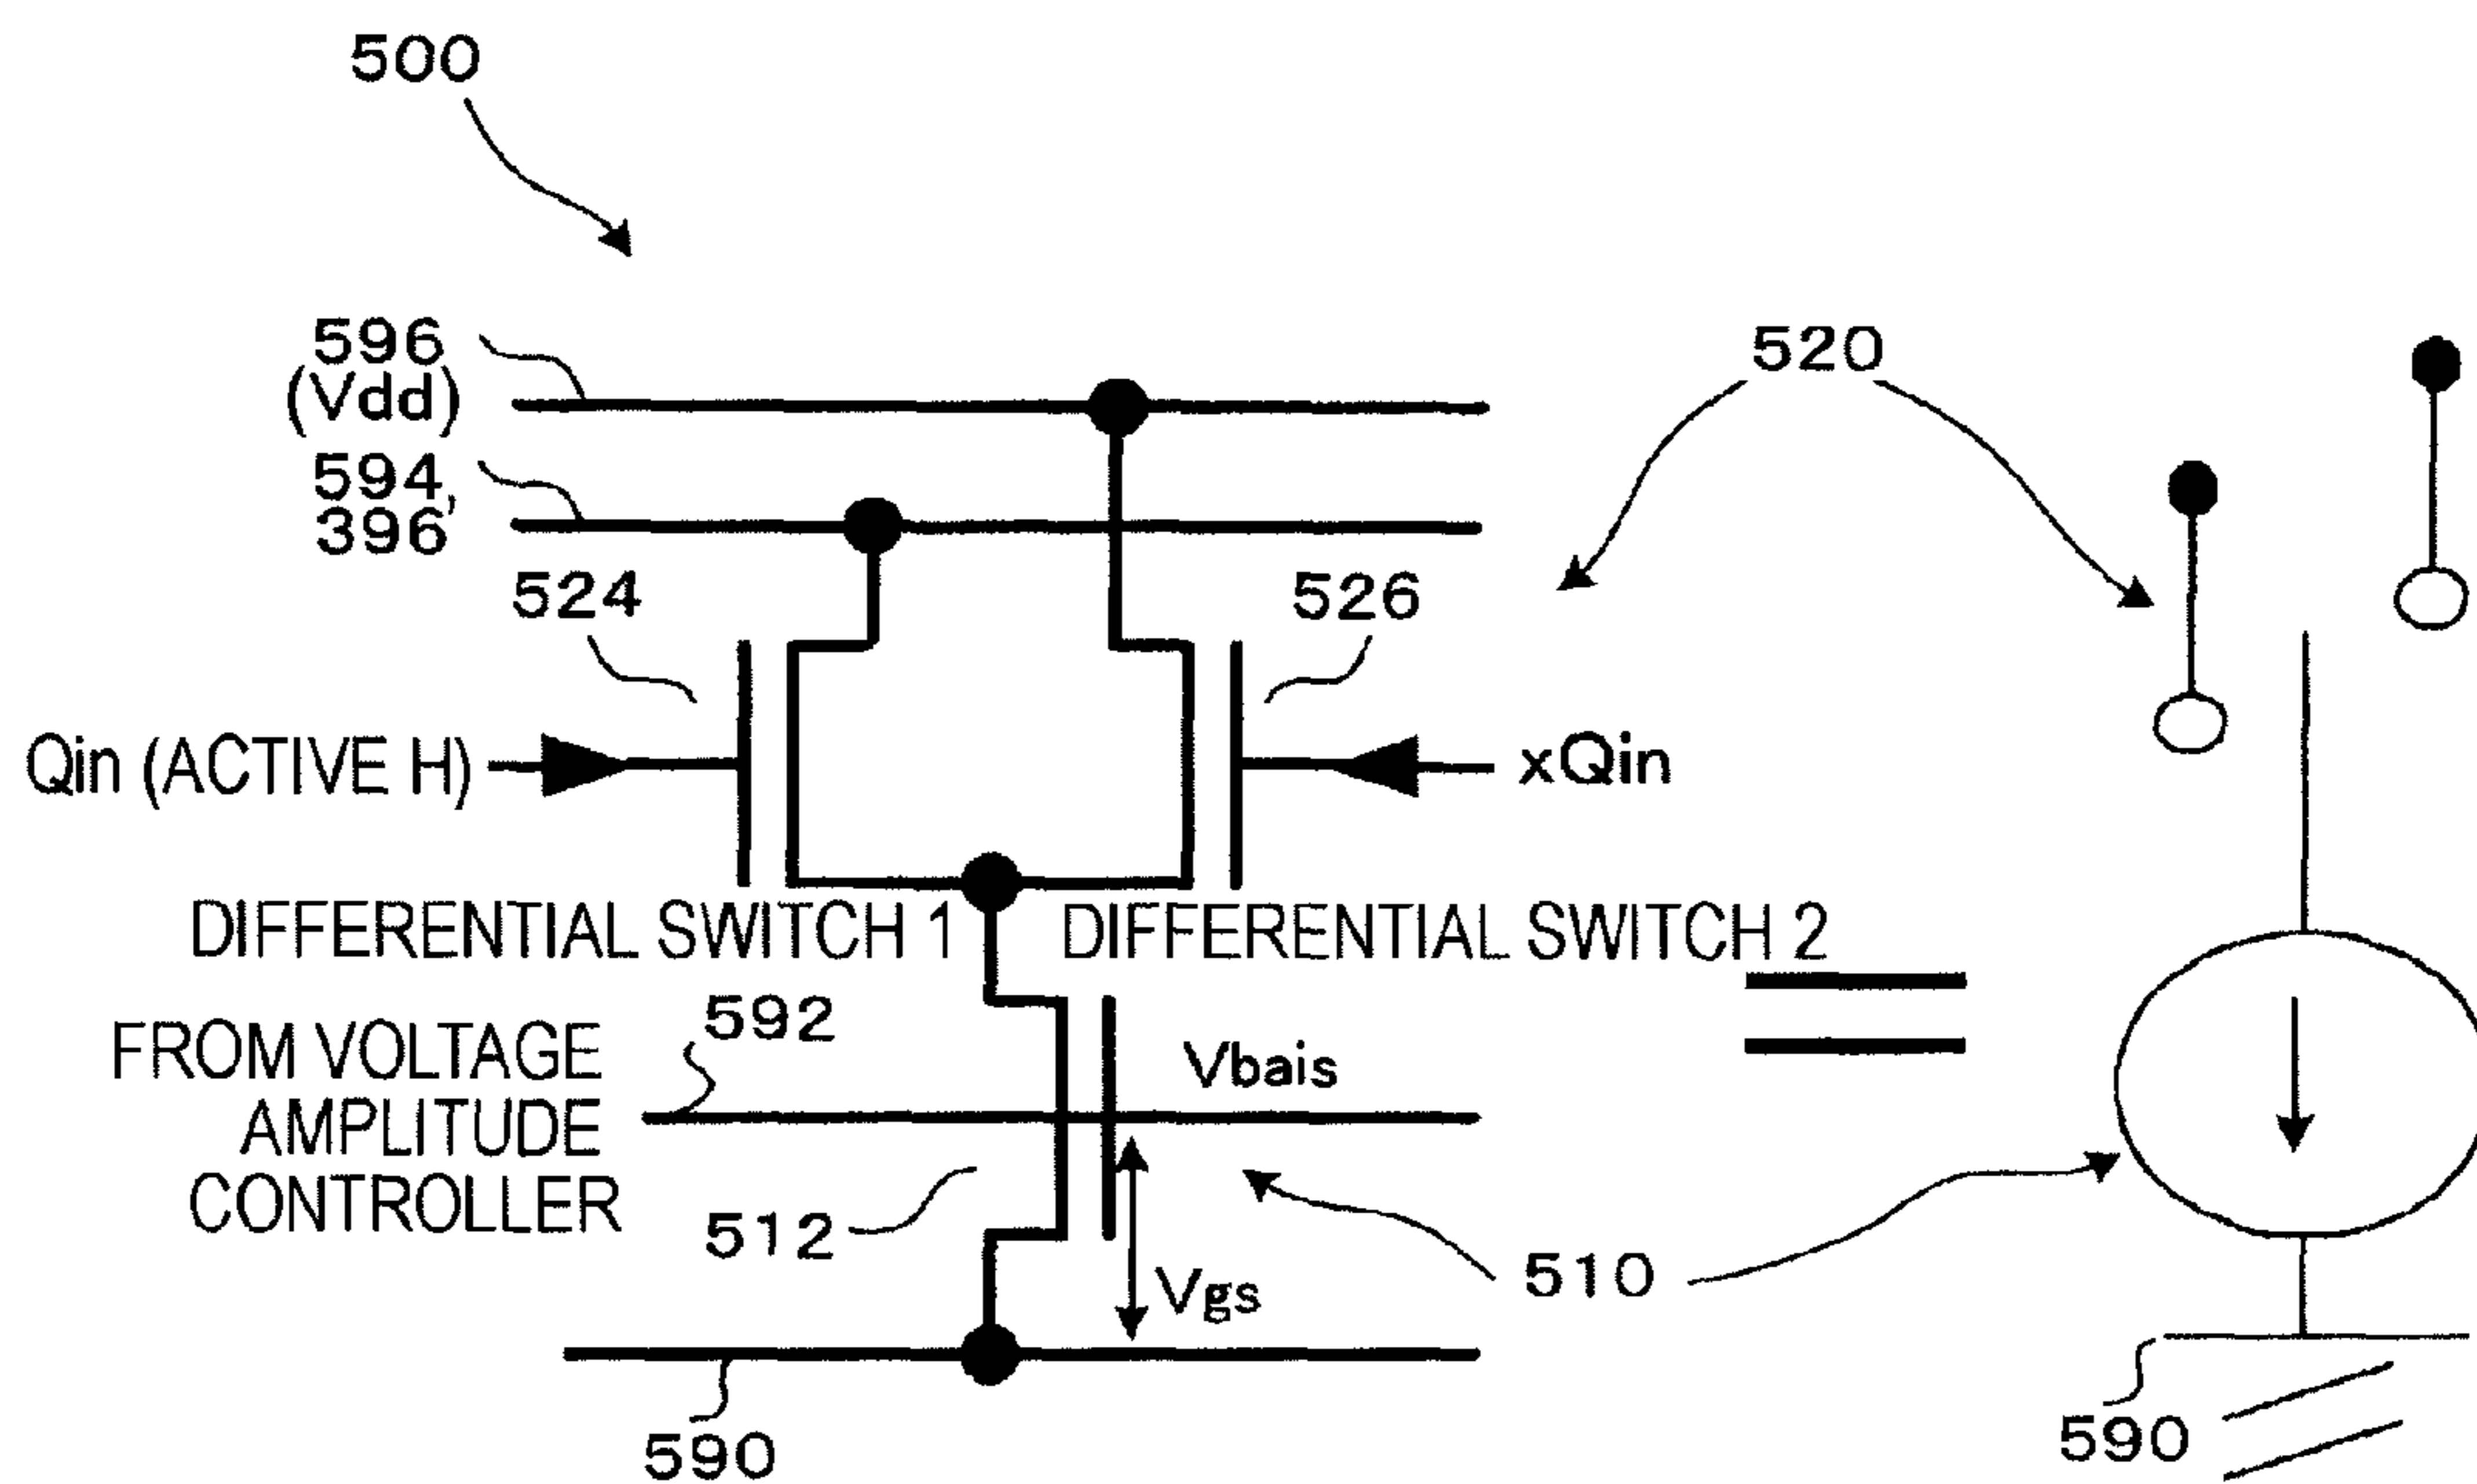 500
596
(Vdd)
520
594,
396
524
526
Qin (ACTIVE H)
xQin
DIFFERENTIAL SWITCH 1
DIFFERENTIAL SWITCH 2
592
FROM VOLTAGE
AMPLITUDE
CONTROLLER
Vbais
512
Vgs
510
590
590